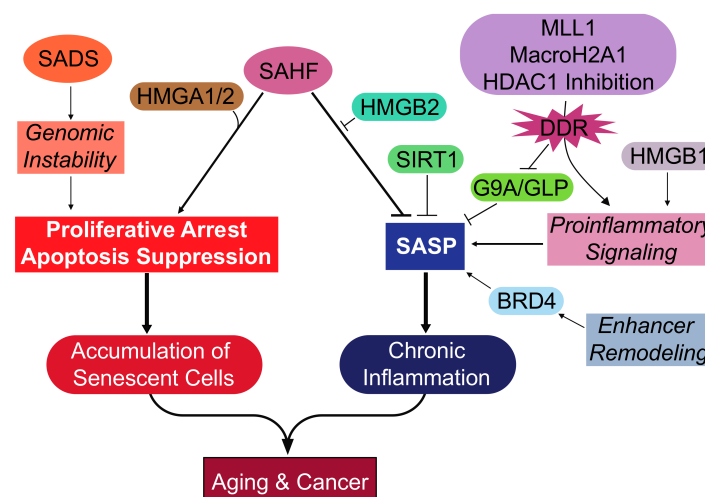 SADS
SAHF
MLL1
MacroH2A1
HDAC1 Inhibition
HMGA1/2
HMGB2
DDR
Genomic
Instability
SIRT1
HMGB1
G9A/GLP
Proliferative Arrest
Apoptosis Suppression
SASP
Proinflammatory
Signaling
BRD4
Enhancer
Remodeling
Accumulation of
Senescent Cells
Chronic
Inflammation
Aging & Cancer